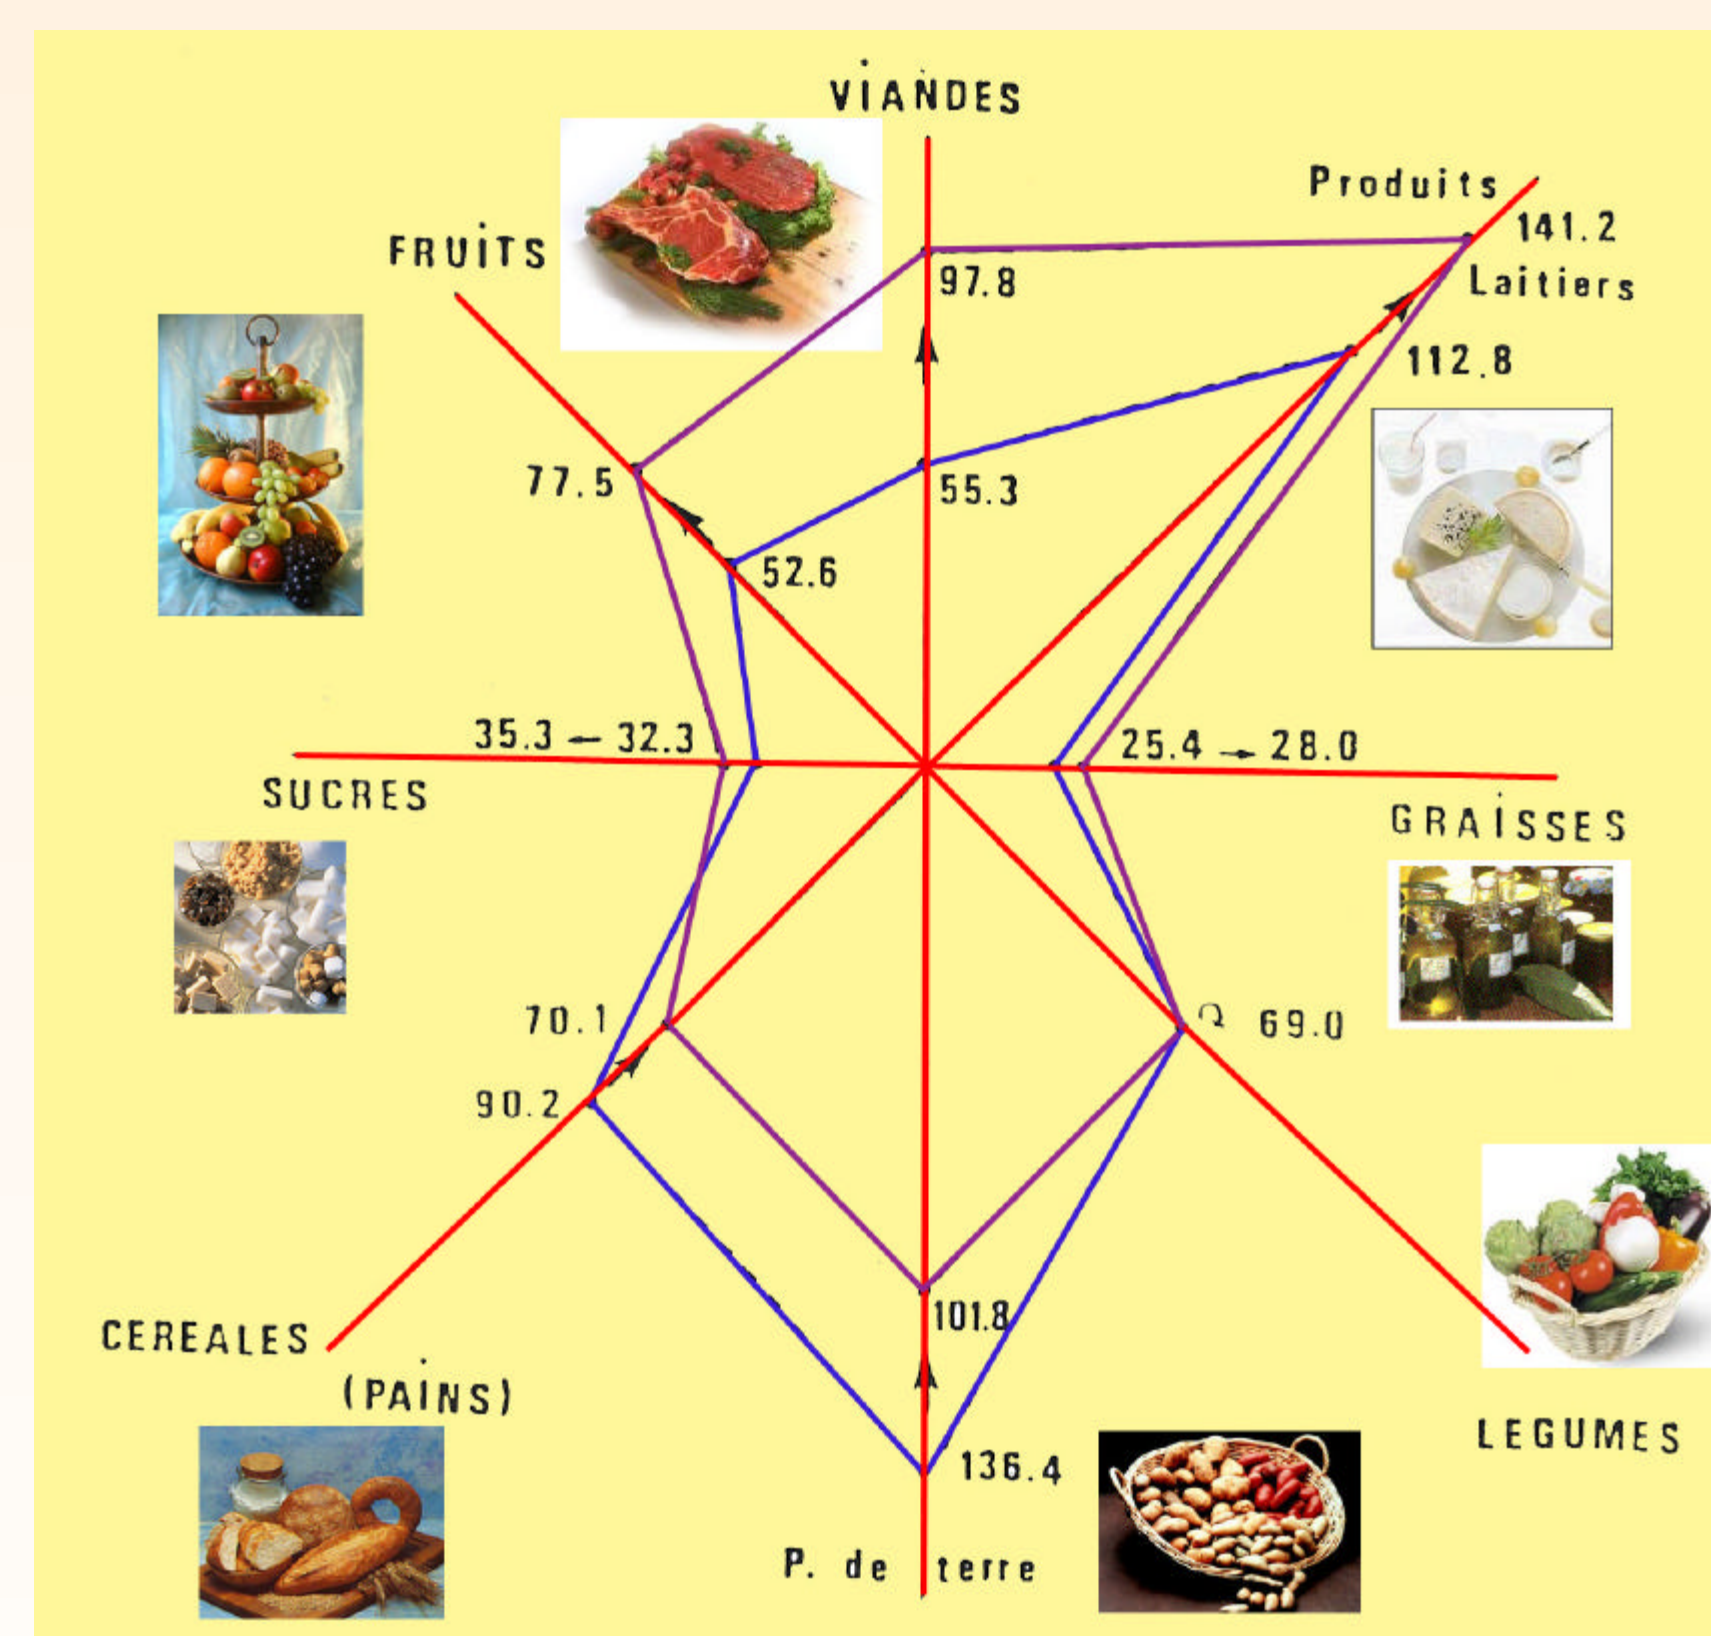 VIANDES
Produits
141.2
Laitiers
FRUITS
97.8
112.8
77.5
55.3
52.6
35.3 ← 32.3
25.4 → 28.0
SUCRES
GRAISSES
70.1
69.0
90.2
101.8
CEREALES
(PAINS)
LEGUMES
136.4
P. de terre